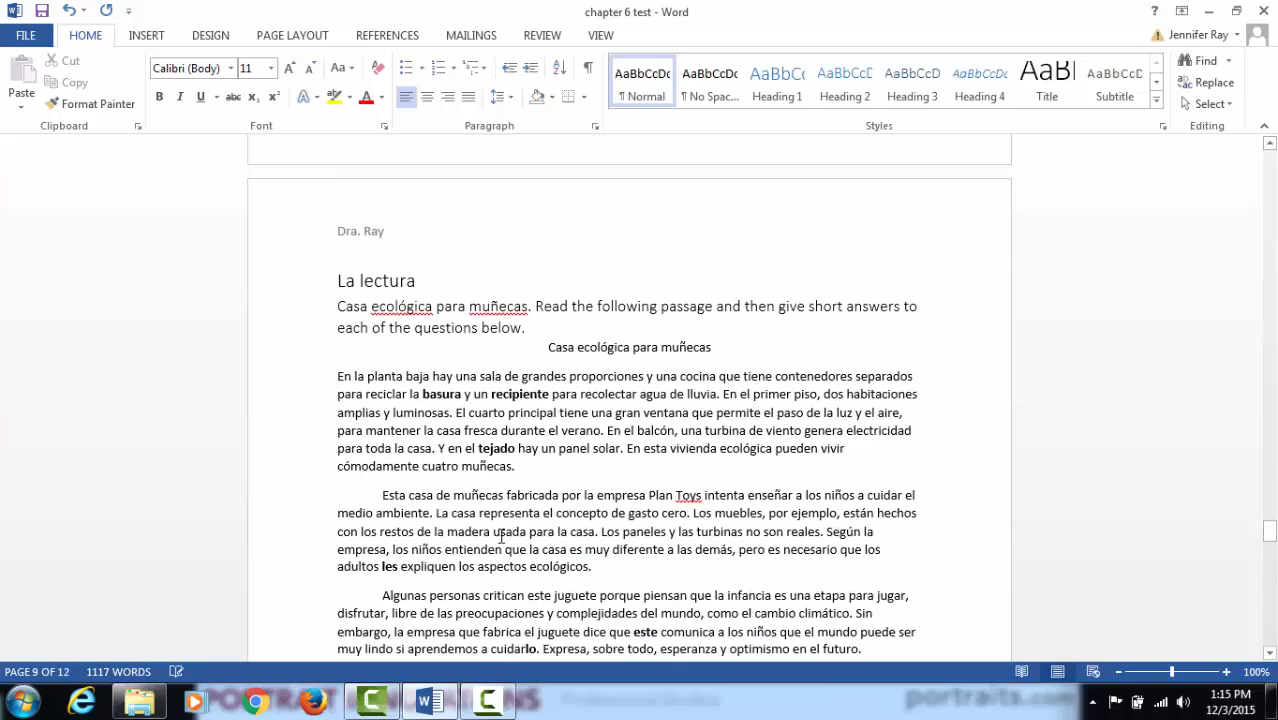 chapter 6 test - Word
FILE HOME INSERT DESIGN PAGE LAYOUT REFERENCES MAILINGS REVIEW VIEW Jennifer Ray
Paste Cut Copy Format Painter
Calibri (Body) 11
AaBbCcDc AaBbCcDc AaBbCc AaBbCcD AaBbCcDc AaBbCcDc AaBbCcDc
¶ Normal ¶ No Spac... Heading 1 Heading 2 Heading 3 Heading 4 Title Subtitle
Find Replace Select
Clipboard Font Paragraph Styles Editing
Dra. Ray
La lectura
Casa ecológica para muñecas. Read the following passage and then give short answers to
each of the questions below.
Casa ecológica para muñecas
En la planta baja hay una sala de grandes proporciones y una cocina que tiene contenedores separados
para reciclar la basura y un recipiente para recolectar agua de lluvia. En el primer piso, dos habitaciones
amplias y luminosas. El cuarto principal tiene una gran ventana que permite el paso de la luz y el aire,
para mantener la casa fresca durante el verano. En el balcón, una turbina de viento genera electricidad
para toda la casa. Y en el tejado hay un panel solar. En esta vivienda ecológica pueden vivir
cómodamente cuatro muñecas.
Esta casa de muñecas fabricada por la empresa Plan Toys intenta enseñar a los niños a cuidar el
medio ambiente. La casa representa el concepto de gasto cero. Los muebles, por ejemplo, están hechos
con los restos de la madera usada para la casa. Los paneles y las turbinas no son reales. Según la
empresa, los niños entienden que la casa es muy diferente a las demás, pero es necesario que los
adultos les expliquen los aspectos ecológicos.
Algunas personas critican este juguete porque piensan que la infancia es una etapa para jugar,
disfrutar, libre de las preocupaciones y complejidades del mundo, como el cambio climático. Sin
embargo, la empresa que fabrica el juguete dice que este comunica a los niños que el mundo puede ser
muy lindo si aprendemos a cuidarlo. Expresa, sobre todo, esperanza y optimismo en el futuro.
PAGE 9 OF 12 1117 WORDS 100%
1:15 PM
12/3/2015